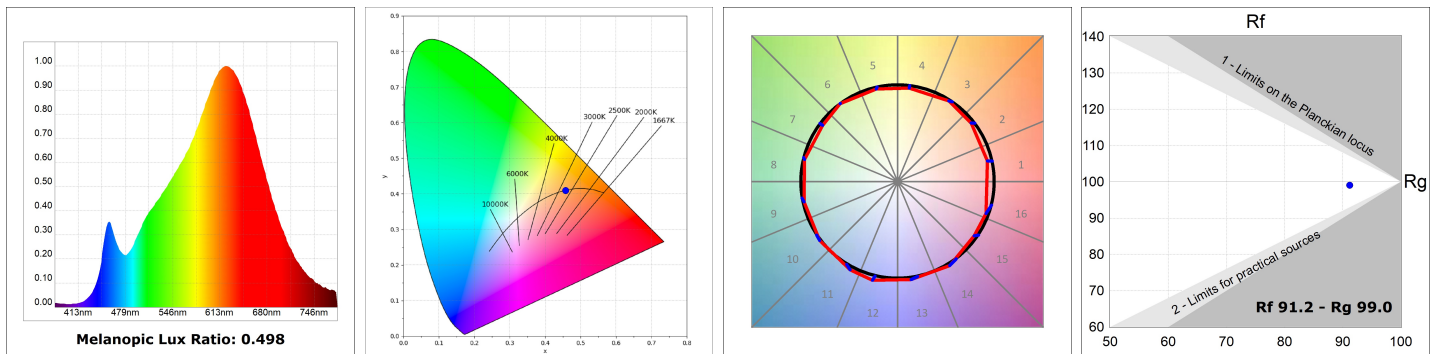 1.00
0.90
0.80
0.70
0.60
0.50
0.40
0.30
0.20
0.10
0.00
413nm 479nm 546nm 613nm 680nm 746nm
Melanopic Lux Ratio: 0.498
0.9
0.8
0.7
0.6
0.5
0.4
0.3
0.2
0.1
0.0
y
0.0 0.1 0.2 0.3 0.4 0.5 0.6 0.7 0.8
x
10000K
6000K
4000K
3000K
2500K
2000K
1667K
1
2
3
4
5
6
7
8
9
10
11
12
13
14
15
16
Rf
140
130
120
110
100
90
80
70
60
50 60 70 80 90 100
Rg
1 - Limits on the Planckian locus
2 - Limits for practical sources
Rf 91.2 - Rg 99.0